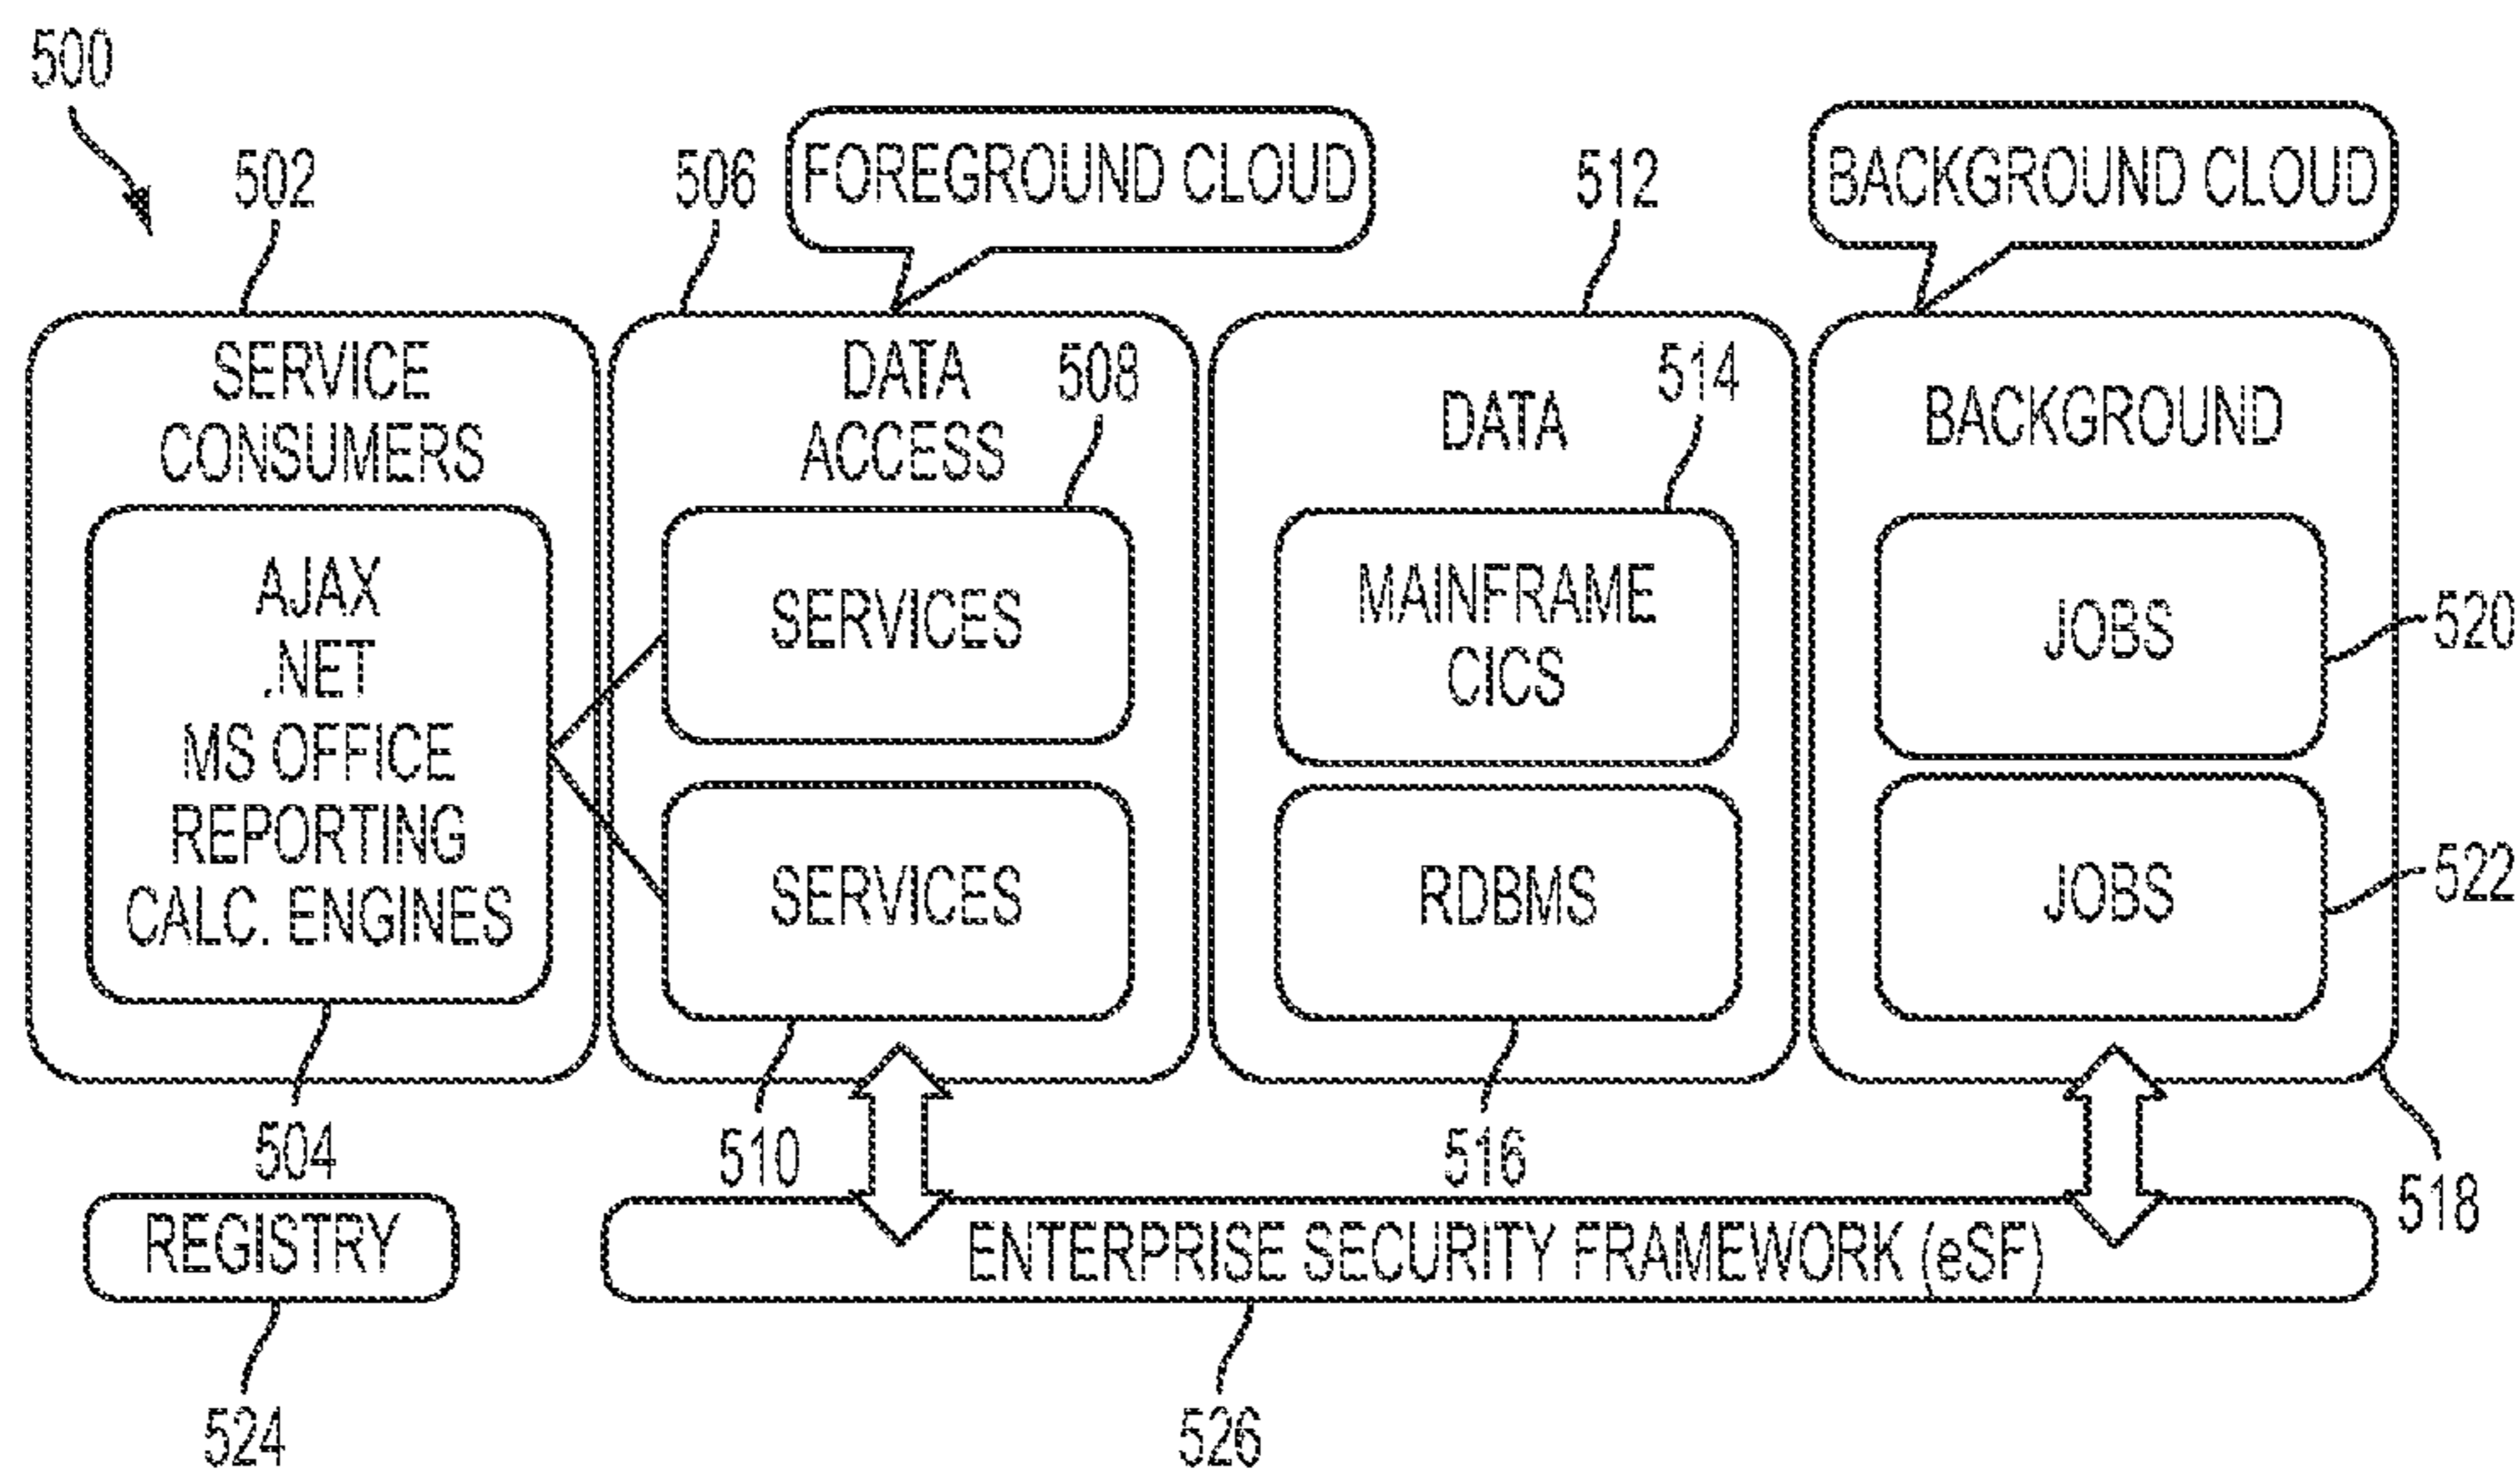 500
502
506
FOREGROUND CLOUD
512
BACKGROUND CLOUD
SERVICE
CONSUMERS
AJAX
.NET
MS OFFICE
REPORTING
CALC. ENGINES
504
DATA
ACCESS
508
SERVICES
SERVICES
510
DATA
514
MAINFRAME
CICS
RDBMS
516
BACKGROUND
JOBS
520
JOBS
522
518
REGISTRY
524
ENTERPRISE SECURITY FRAMEWORK (eSF)
526